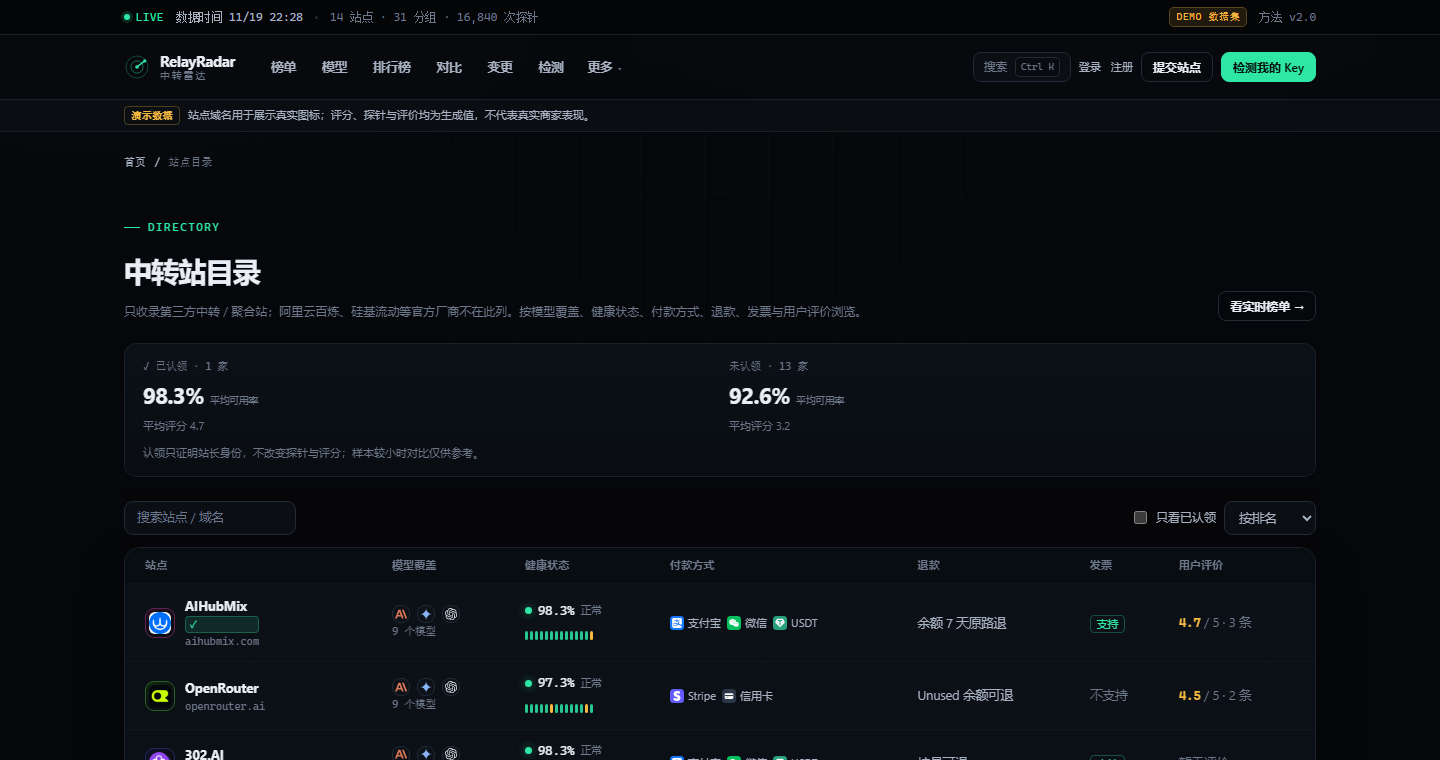 LIVE 数据时间 11/19 22:28 · 14 站点 · 31 分组 · 16,840 次探针 DEMO 数据集 方法 v2.0
RelayRadar
中转雷达
榜单 模型 排行榜 对比 变更 检测 更多
搜索 Ctrl K 登录 注册 提交站点 检测我的 Key
演示数据 站点域名用于展示真实图标；评分、探针与评价均为生成值，不代表真实商家表现。
首页 / 站点目录
DIRECTORY
中转站目录
只收录第三方中转 / 聚合站；阿里云百炼、硅基流动等官方厂商不在此列。按模型覆盖、健康状态、付款方式、退款、发票与用户评价浏览。
看实时榜单 →
✓ 已认领 · 1 家
98.3% 平均可用率
平均评分 4.7
未认领 · 13 家
92.6% 平均可用率
平均评分 3.2
认领只证明站长身份，不改变探针与评分；样本较小时对比仅供参考。
搜索站点 / 域名 只看已认领 按排名
站点 模型覆盖 健康状态 付款方式 退款 发票 用户评价
AIHubMix
✓
aihubmix.com
9 个模型
98.3% 正常
支付宝 微信 USDT
余额 7 天原路退
支持
4.7 / 5 · 3 条
OpenRouter
openrouter.ai
9 个模型
97.3% 正常
Stripe 信用卡
Unused 余额可退
不支持
4.5 / 5 · 2 条
302.AI
98.3% 正常